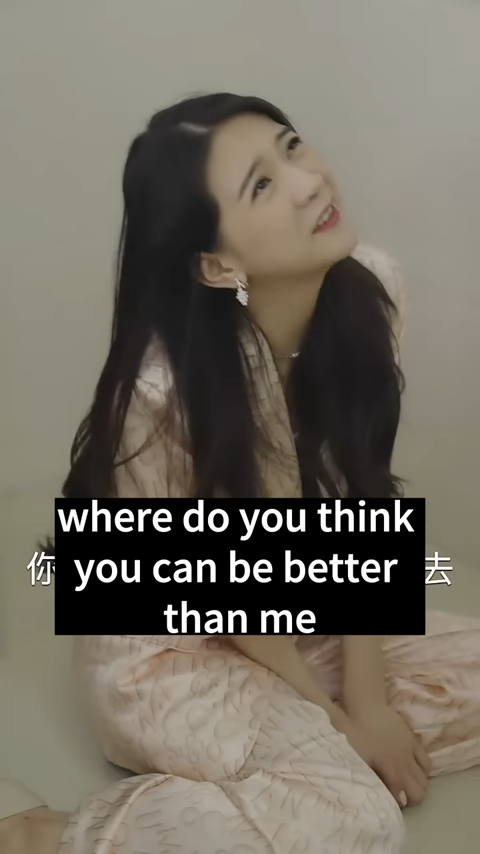 where do you think
你 you can be better 去
than me